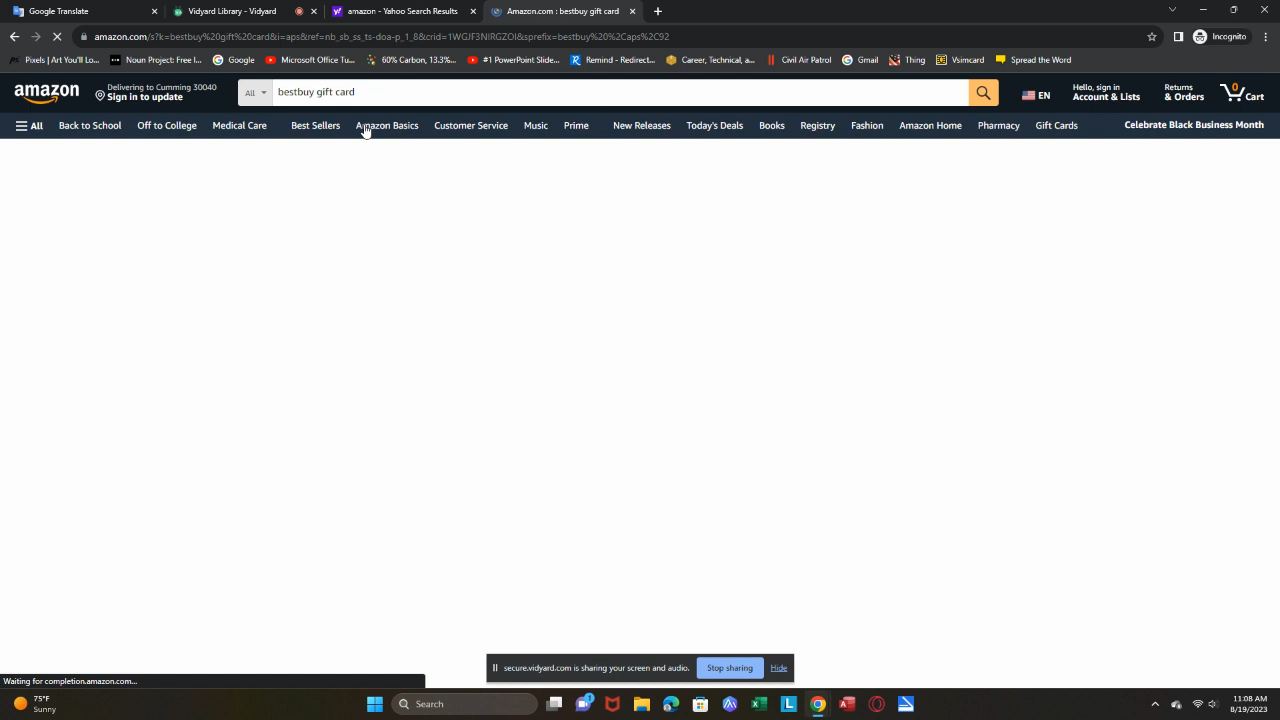 Google Translate
Vidyard Library - Vidyard
amazon - Yahoo Search Results
Amazon.com : bestbuy gift card
amazon.com/s?k=bestbuy%20gift%20card&i=aps&ref=nb_sb_ss_ts-doa-p_1_8&crid=1WGJF3NIRGZOI&sprefix=bestbuy%20%2Caps%2C92
Incognito
Pixels | Art You'll Lo...
Noun Project: Free I...
Google
Microsoft Office Tu...
60% Carbon, 13.3%...
#1 PowerPoint Slide...
Remind - Redirect...
Career, Technical, a...
Civil Air Patrol
Gmail
Thing
Vsimcard
Spread the Word
amazon
Delivering to Cumming 30040
Sign in to update
All
bestbuy gift card
EN
Hello, sign in
Account & Lists
Returns
& Orders
0
Cart
All
Back to School
Off to College
Medical Care
Best Sellers
Amazon Basics
Customer Service
Music
Prime
New Releases
Today's Deals
Books
Registry
Fashion
Amazon Home
Pharmacy
Gift Cards
Celebrate Black Business Month
secure.vidyard.com is sharing your screen and audio.
Stop sharing
Hide
Waiting for completion.amazon.com...
75°F
Sunny
Search
1
11:08 AM
8/19/2023